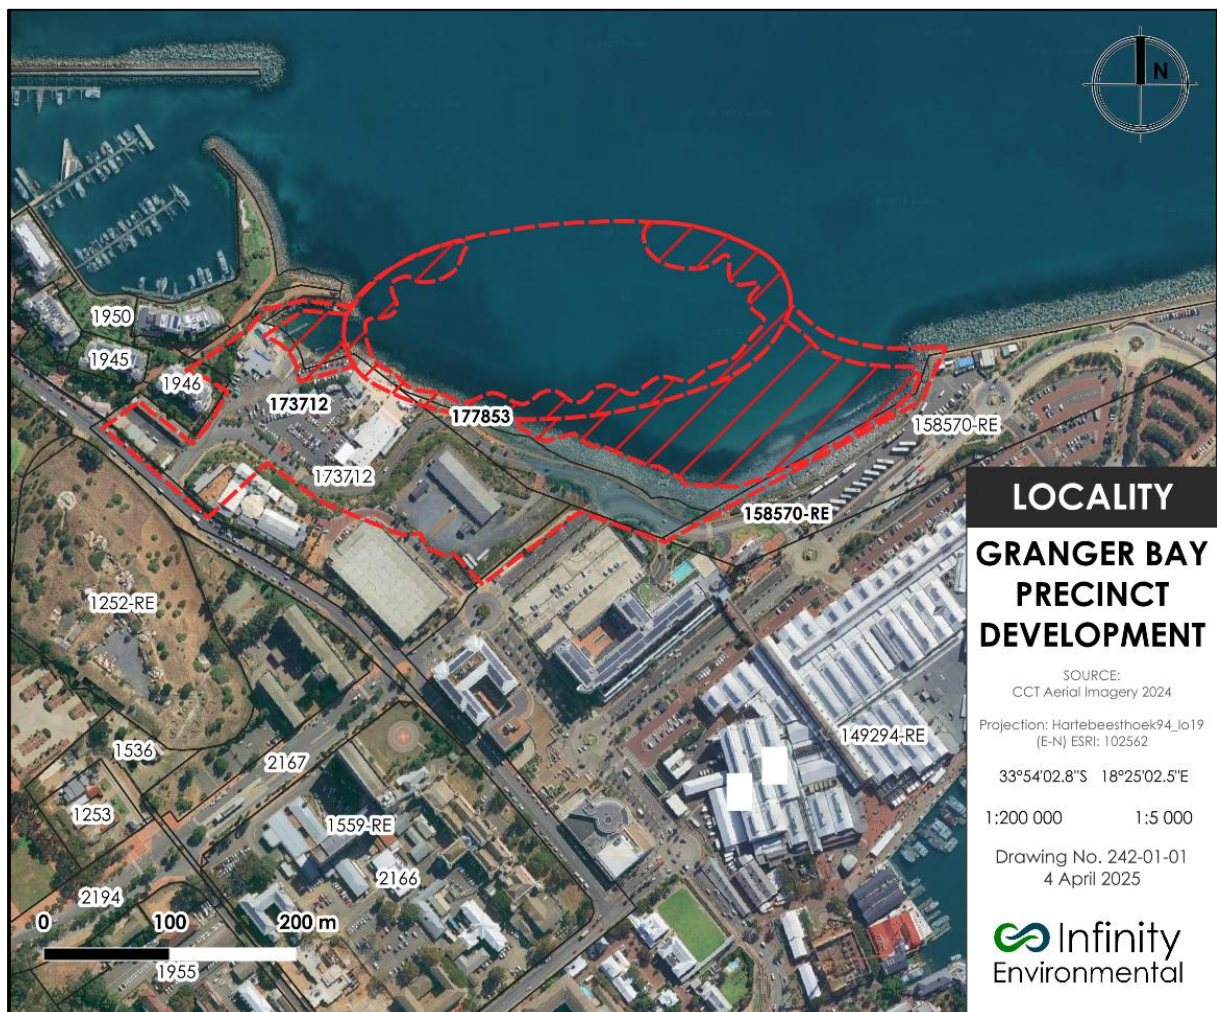 N
1950
1945
1946
173712
177853
173712
158570-RE
158570-RE
1252-RE
149294-RE
1536
2167
1253
1559-RE
2166
2194
0 100 200 m
1955
LOCALITY
GRANGER BAY
PRECINCT
DEVELOPMENT
SOURCE:
CCT Aerial Imagery 2024
Projection: Hartebeesthoek94_lo19
(E-N) ESRI: 102562
33°54'02.8"S 18°25'02.5"E
1:200 000 1:5 000
Drawing No. 242-01-01
4 April 2025
Infinity
Environmental